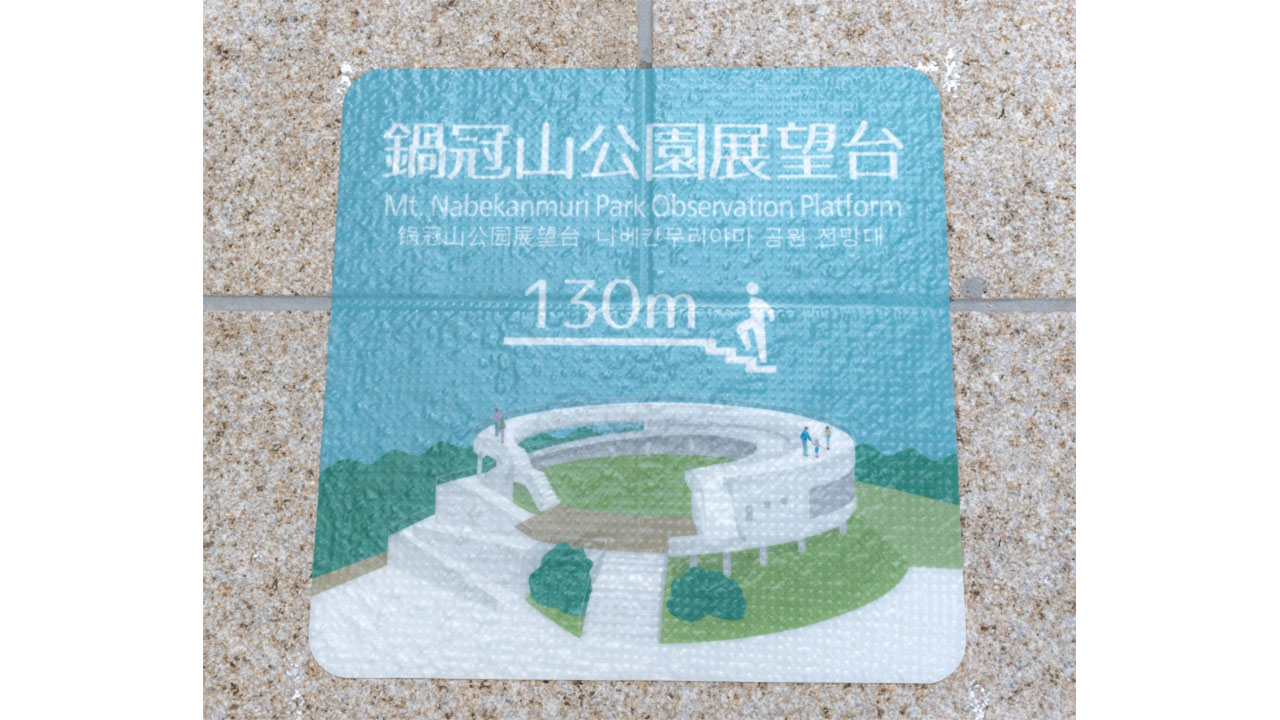 鍋冠山公園展望台
Mt. Nabekanmuri Park Observation Platform
锅冠山公园展望台 나베칸무리야마 공원 전망대
130m